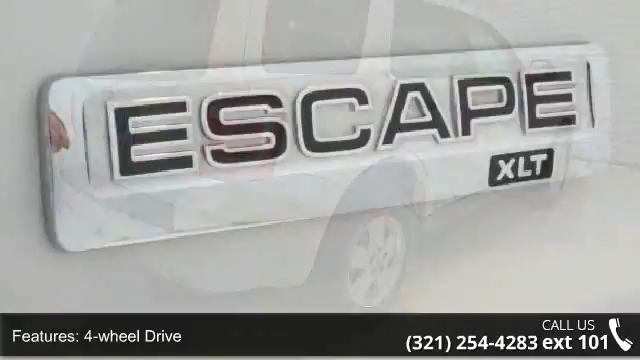 ESCAPE
XLT
CALL US
Features: 4-wheel Drive
(321) 254-4283 ext 101